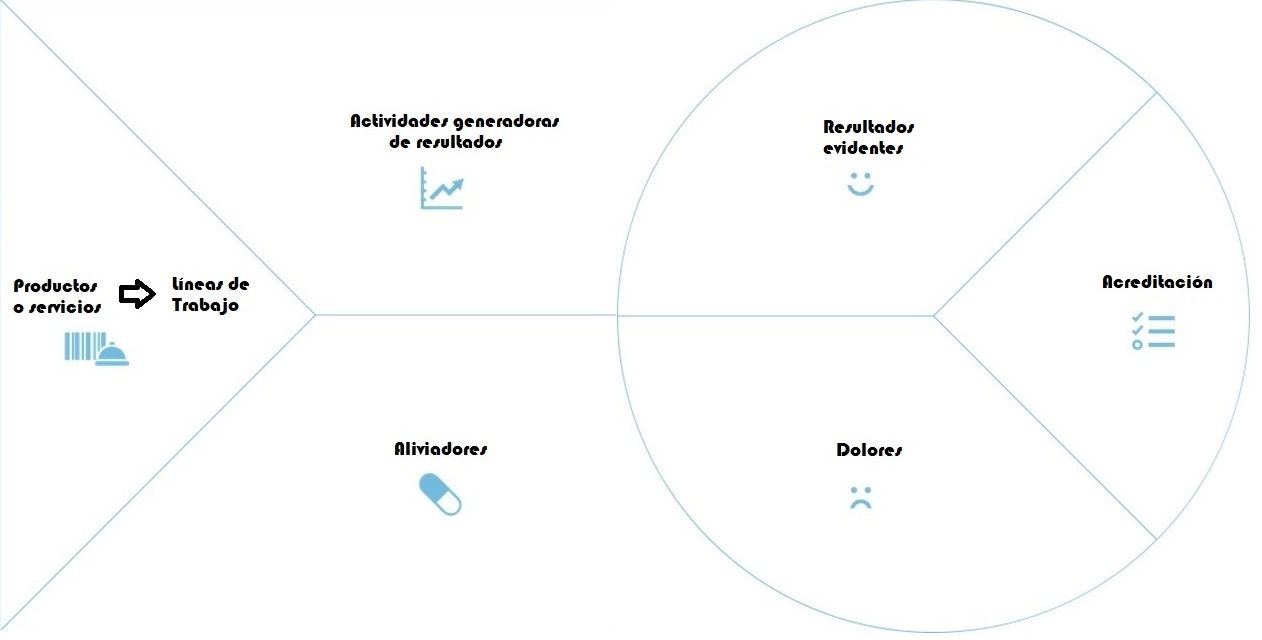 Actividades generadoras
de resultados
Resultados
evidentes
Productos
o servicios
Líneas de
Trabajo
Acreditación
Aliviadores
Dolores